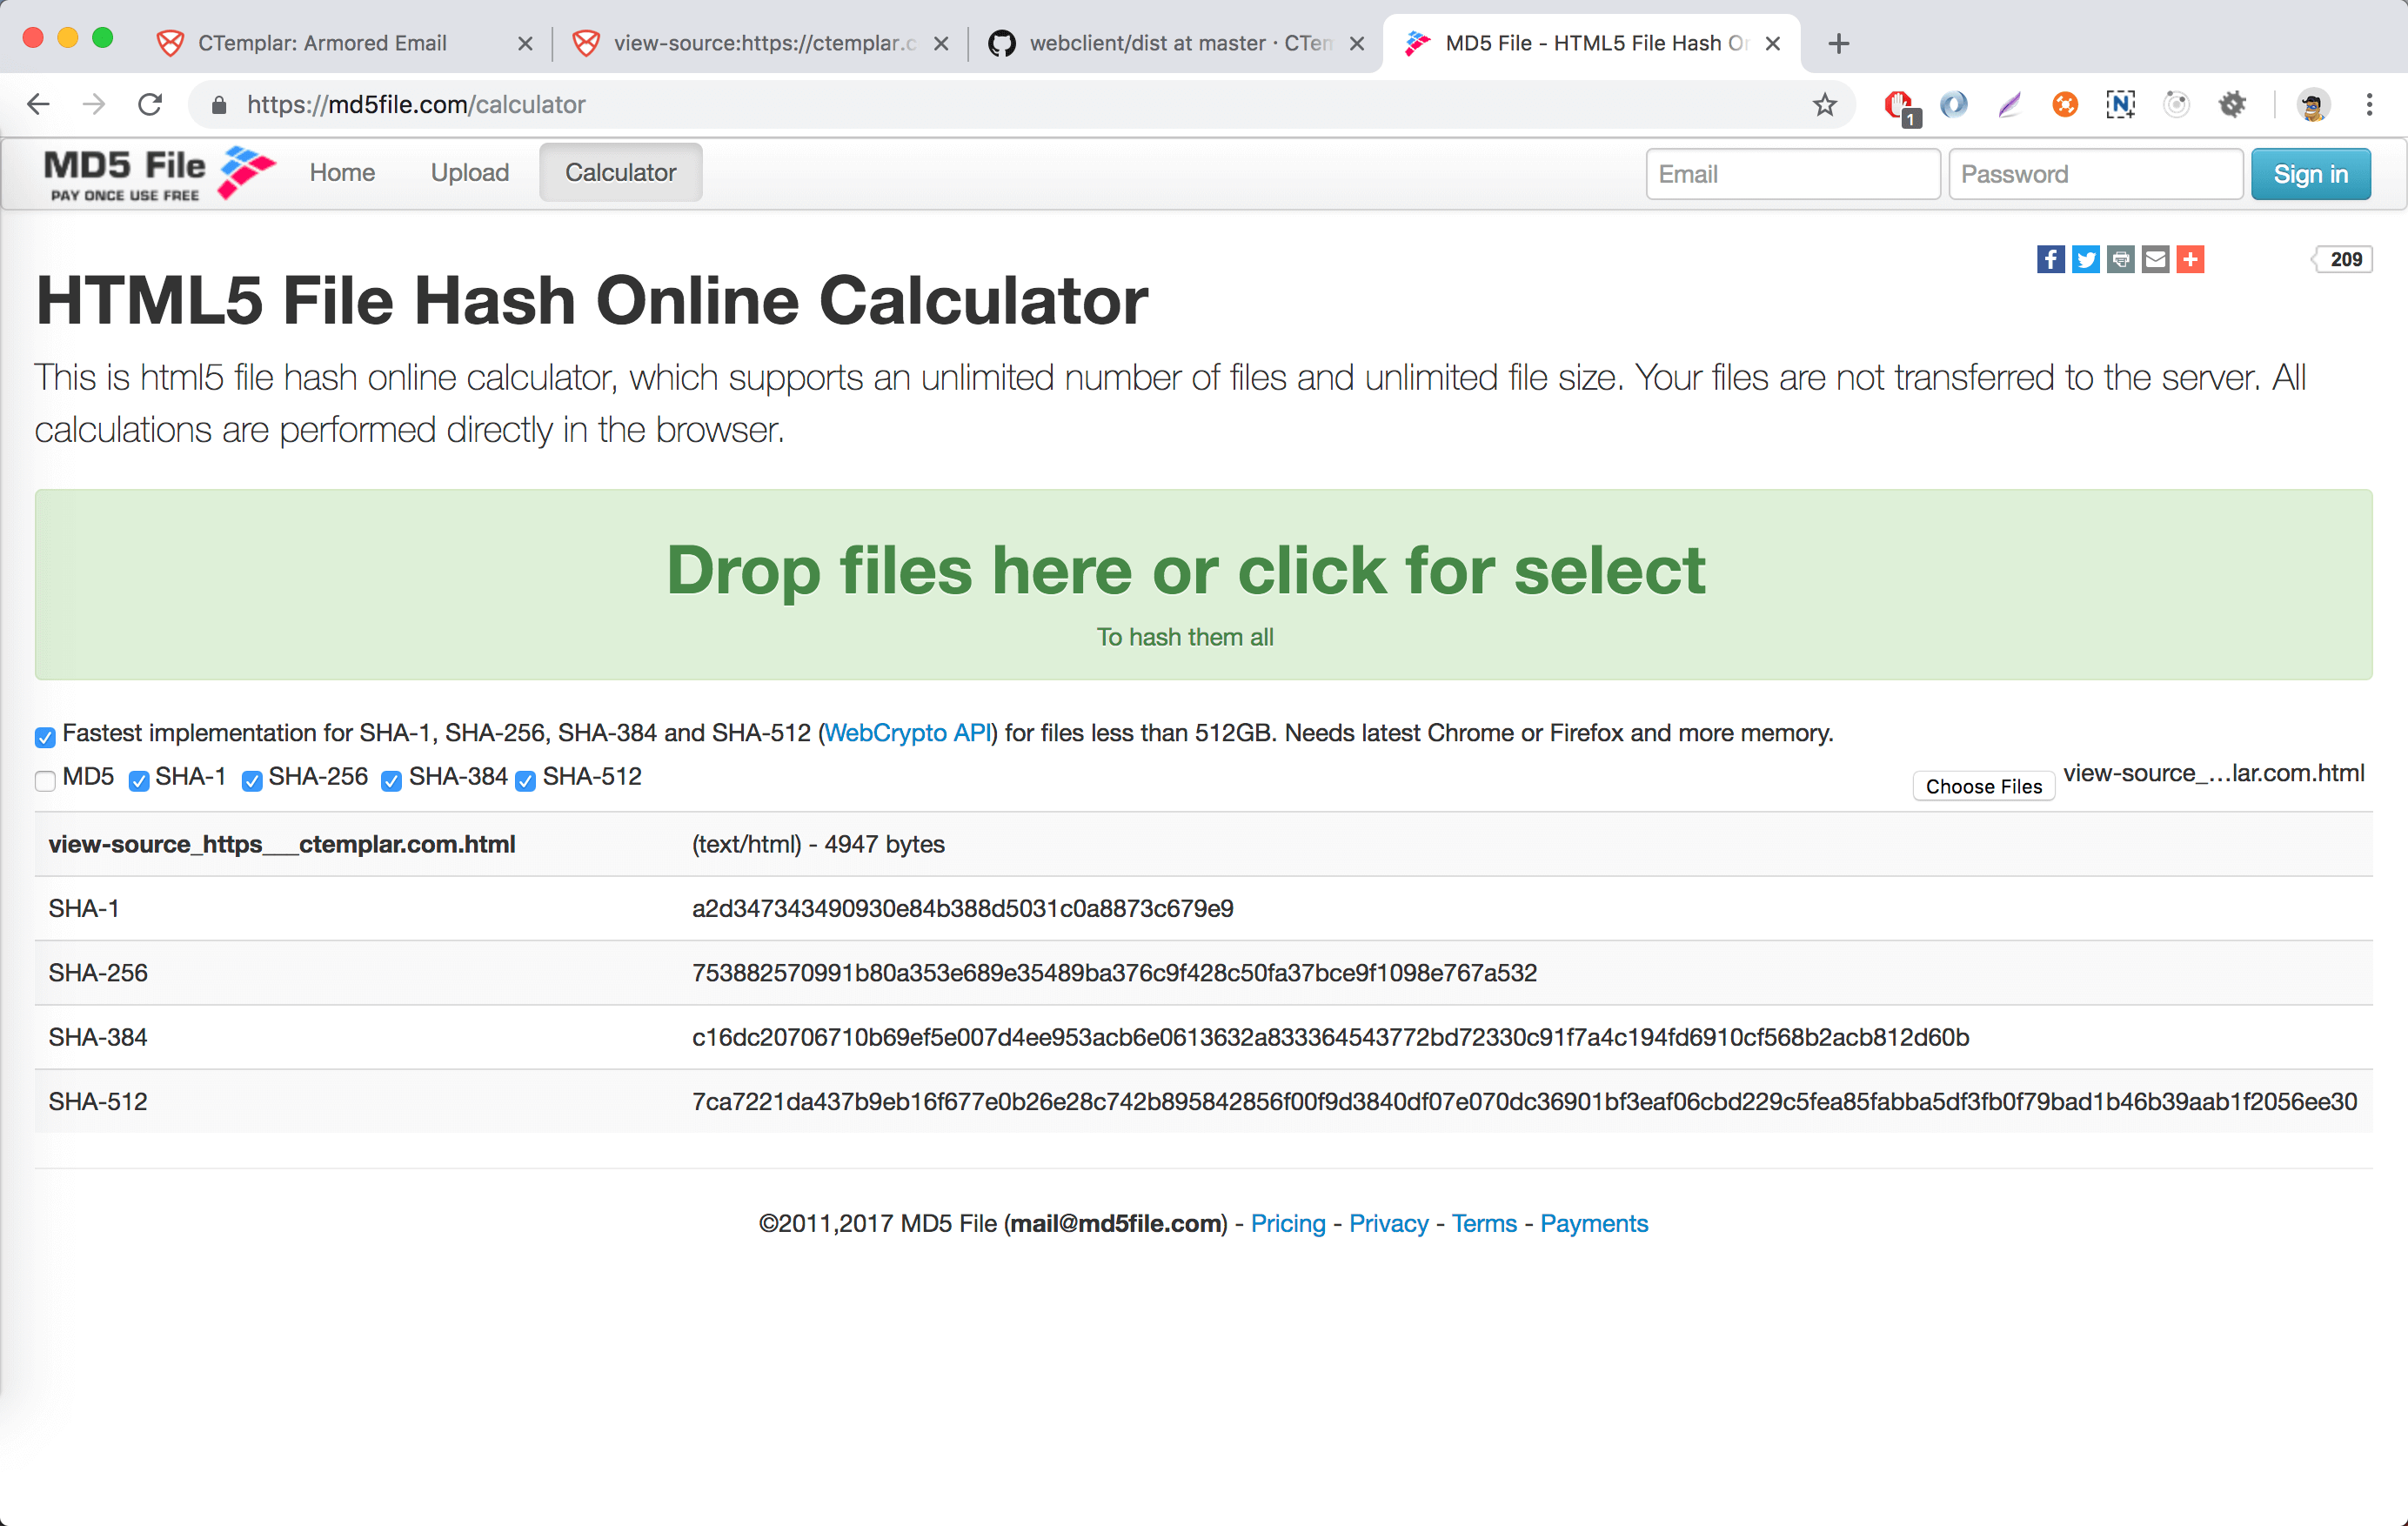 CTemplar: Armored Email
view-source:https://ctemplar.c
webclient/dist at master · CTem
MD5 File - HTML5 File Hash On
https://md5file.com/calculator
1
N
MD5 File
PAY ONCE USE FREE
Home
Upload
Calculator
Email
Password
Sign in
209
HTML5 File Hash Online Calculator
This is html5 file hash online calculator, which supports an unlimited number of files and unlimited file size. Your files are not transferred to the server. All
calculations are performed directly in the browser.
Drop files here or click for select
To hash them all
Fastest implementation for SHA-1, SHA-256, SHA-384 and SHA-512 (WebCrypto API) for files less than 512GB. Needs latest Chrome or Firefox and more memory.
MD5 SHA-1 SHA-256 SHA-384 SHA-512
Choose Files view-source_...lar.com.html
view-source_https___ctemplar.com.html (text/html) - 4947 bytes
SHA-1 a2d347343490930e84b388d5031c0a8873c679e9
SHA-256 753882570991b80a353e689e35489ba376c9f428c50fa37bce9f1098e767a532
SHA-384 c16dc20706710b69ef5e007d4ee953acb6e0613632a833364543772bd72330c91f7a4c194fd6910cf568b2acb812d60b
SHA-512 7ca7221da437b9eb16f677e0b26e28c742b895842856f00f9d3840df07e070dc36901bf3eaf06cbd229c5fea85fabba5df3fb0f79bad1b46b39aab1f2056ee30
©2011,2017 MD5 File (mail@md5file.com) - Pricing - Privacy - Terms - Payments